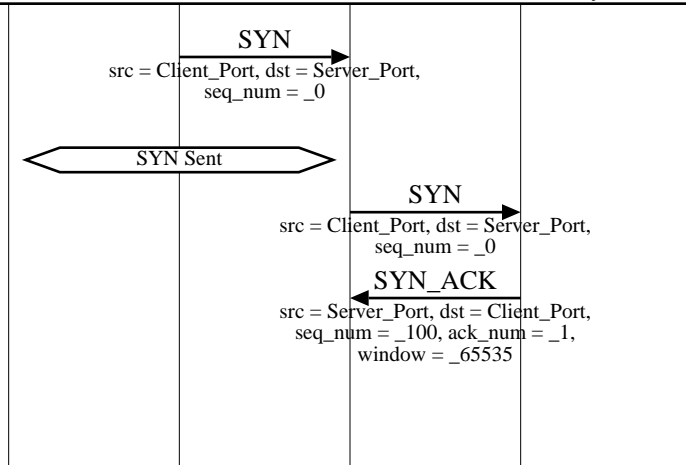 SYN
src = Client_Port, dst = Server_Port,
seq_num = _0
SYN Sent
SYN
src = Client_Port, dst = Server_Port,
seq_num = _0
SYN_ACK
src = Server_Port, dst = Client_Port,
seq_num = _100, ack_num = _1,
window = _65535